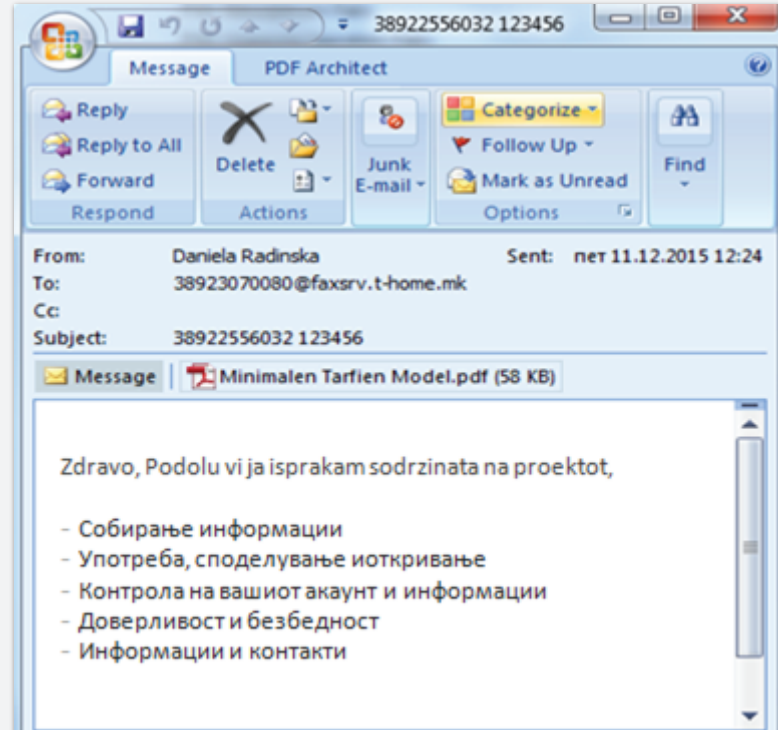 38922556032 123456
Message PDF Architect
Reply
Reply to All
Forward
Respond
Delete
Actions
Junk
E-mail
Categorize
Follow Up
Mark as Unread
Options
Find
From: Daniela Radinska Sent: пет 11.12.2015 12:24
To: 38923070080@faxsrv.t-home.mk
Cc:
Subject: 38922556032 123456
Message Minimalen Tarfien Model.pdf (58 KB)
Zdravo, Podolu vi ja isprakam sodrzinata na proektot,
- Собирање информации
- Употреба, споделување иоткривање
- Контрола на вашиот акаунт и информации
- Доверливост и безбедност
- Информации и контакти